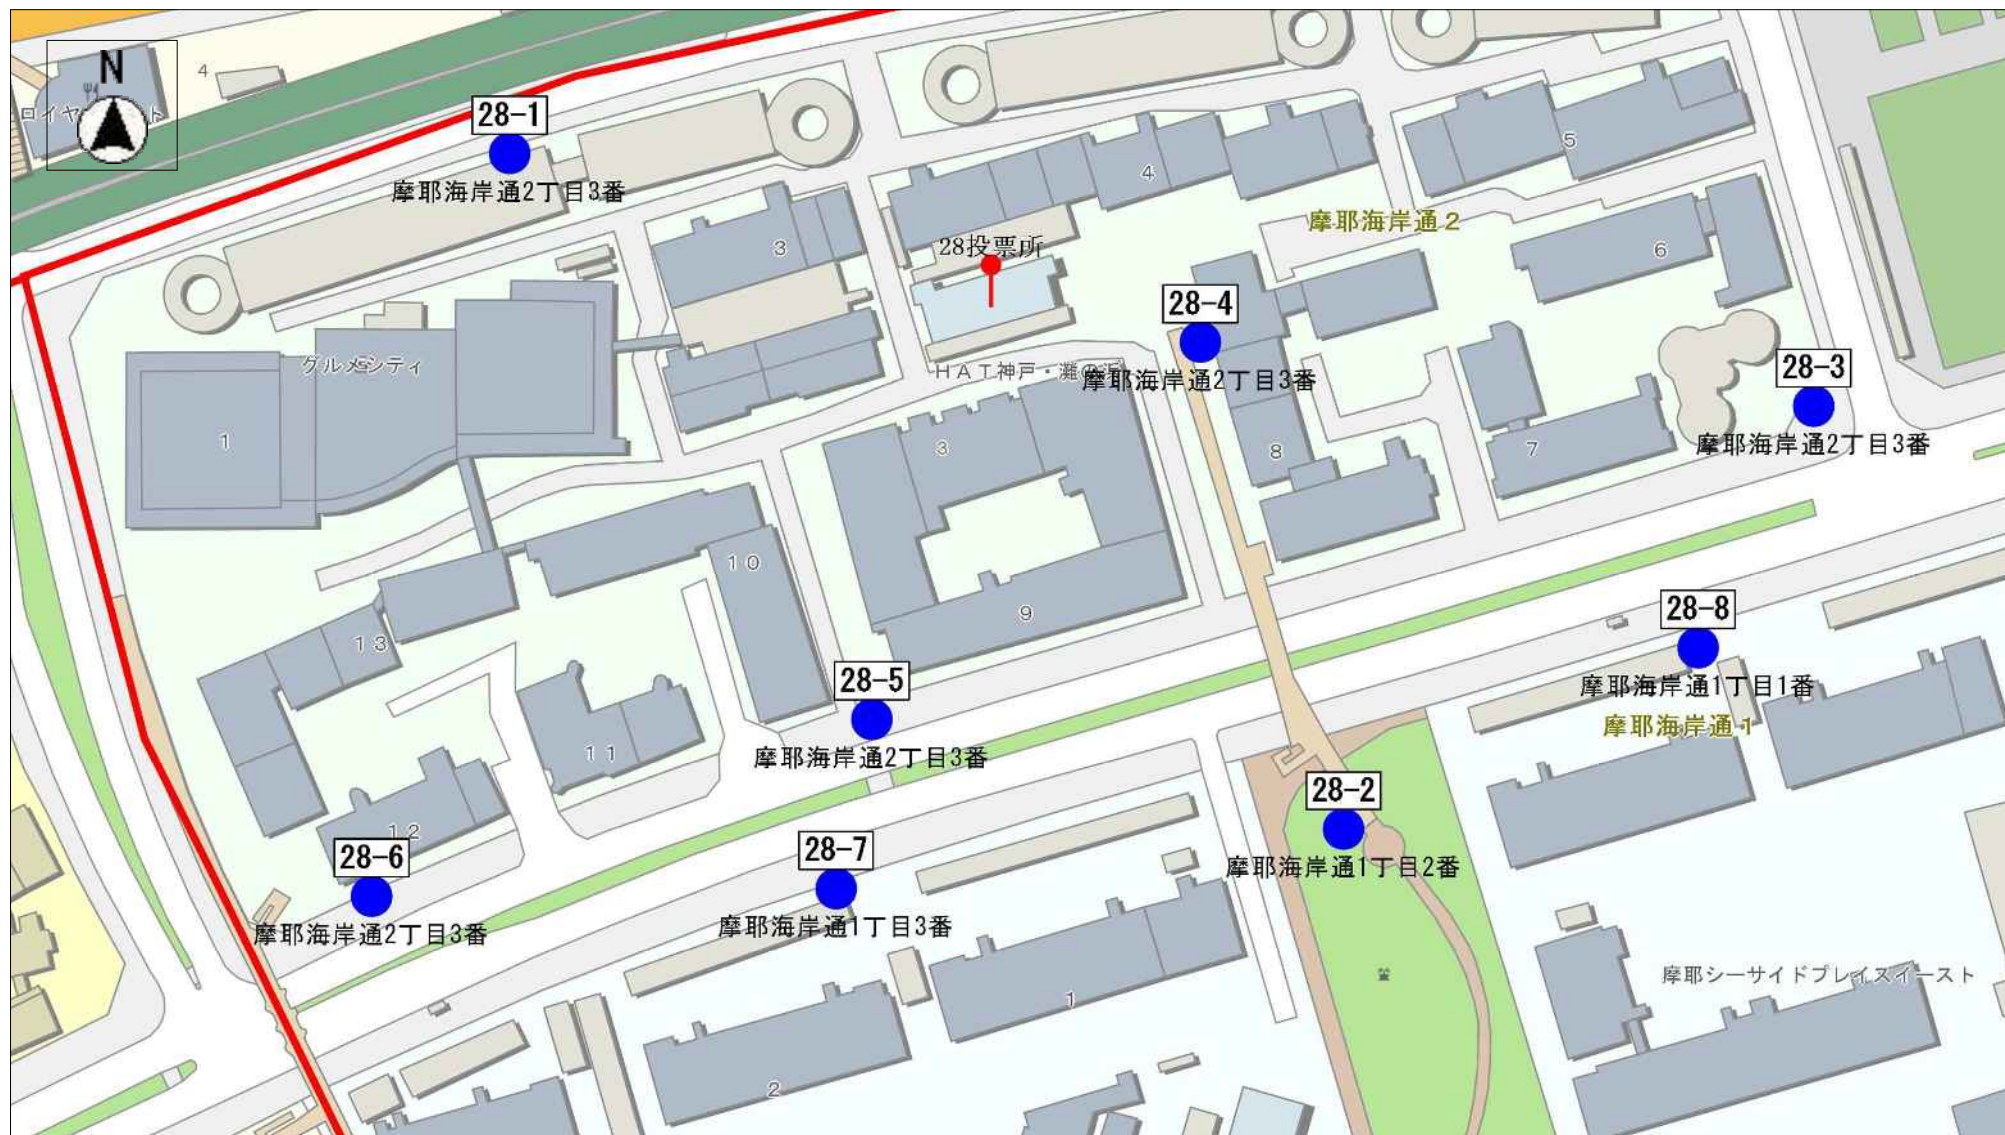 N
4
28-1
摩耶海岸通2丁目3番
5
4
摩耶海岸通２
3
28投票所
6
28-4
摩耶海岸通2丁目3番
グルメシティ
ＨＡＴ神戸・灘の浜
28-3
摩耶海岸通2丁目3番
1
3
8
7
10
9
13
28-8
摩耶海岸通1丁目1番
摩耶海岸通１
28-5
摩耶海岸通2丁目3番
11
28-2
摩耶海岸通1丁目2番
12
28-6
摩耶海岸通2丁目3番
28-7
摩耶海岸通1丁目3番
摩耶シーサイドプレイスイースト
1
2